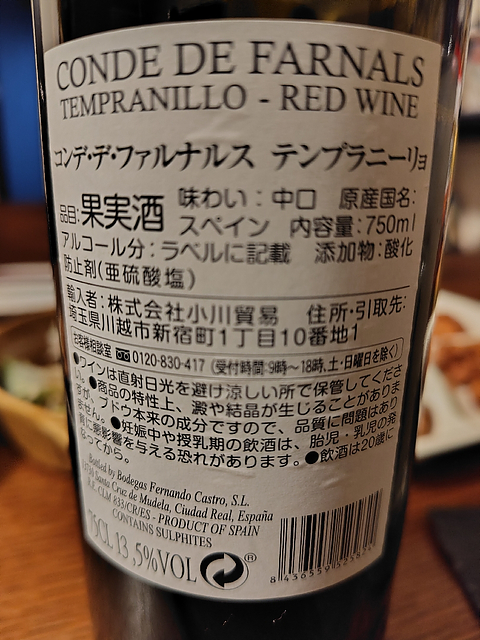 CONDE DE FARNALS
TEMPRANILLO - RED WINE
コンデ・デ・ファルナルス テンプラニーリョ
品目:果実酒 味わい:中口 原産国名:
スペイン 内容量:750ml
アルコール分:ラベルに記載 添加物:酸化
防止剤(亜硫酸塩)
輸入者:株式会社小川貿易 住所・引取先:
埼玉県川越市新宿町1丁目10番地1
お客様相談室 0120-830-417 (受付時間:9時〜18時,土・日曜日を除く)
●ワインは直射日光を避け涼しい所で保管してくださ
い。●商品の特性上、澱や結晶が生じることがありま
すが、ブドウ本来の成分ですので、品質に問題はあり
ません。●妊娠中や授乳期の飲酒は、胎児・乳児の発
育に悪影響を与える恐れがあります。●飲酒は20歳に
なってから。
Bottled by Bodegas Fernando Castro, S.L.
Santa Cruz de Mudela, Ciudad Real, España
R.E. CLM 833/CR/ES - PRODUCT OF SPAIN
CONTAINS SULPHITES
75CL 13,5%VOL ®